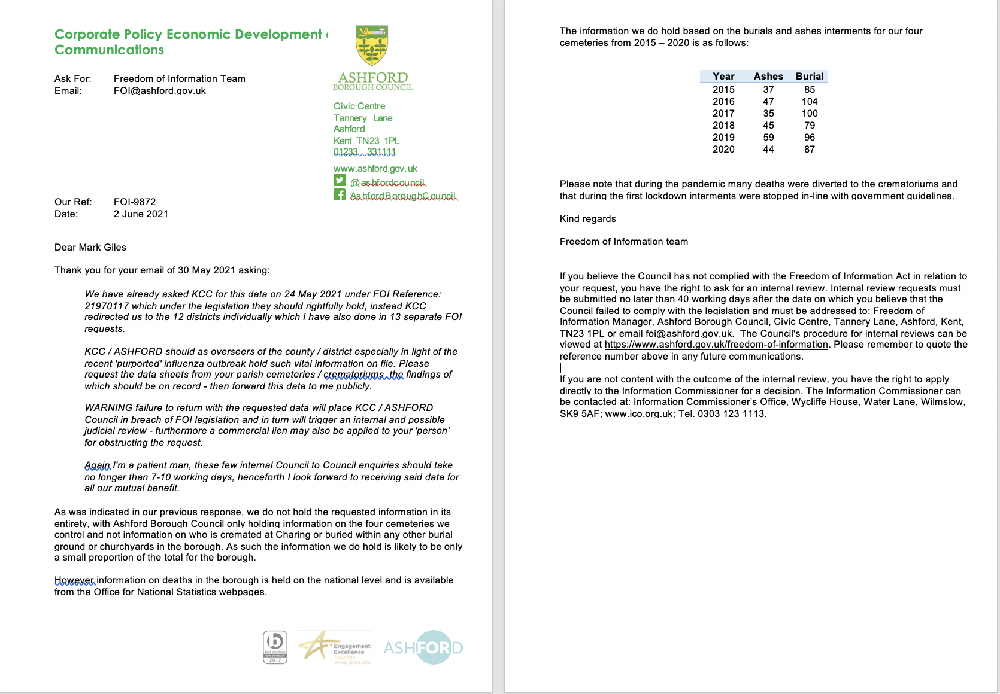 Corporate Policy Economic Development
Communications
Ask For: Freedom of Information Team
Email: FOI@ashford.gov.uk
ASHFORD
BOROUGH COUNCIL
Civic Centre
Tannery Lane
Ashford
Kent TN23 1PL
01233 331111
www.ashford.gov.uk
@ashfordcouncil
AshfordBoroughCouncil
Our Ref: FOI-9872
Date: 2 June 2021
Dear Mark Giles
Thank you for your email of 30 May 2021 asking:
We have already asked KCC for this data on 24 May 2021 under FOI Reference:
21970117 which under the legislation they should rightfully hold, instead KCC
redirected us to the 12 districts individually which I have also done in 13 separate FOI
requests.
KCC / ASHFORD should as overseers of the county / district especially in light of the
recent 'purported' influenza outbreak hold such vital information on file. Please
request the data sheets from your parish cemeteries / crematoriums the findings of
which should be on record - then forward this data to me publicly.
WARNING failure to return with the requested data will place KCC / ASHFORD
Council in breach of FOI legislation and in turn will trigger an internal and possible
judicial review - furthermore a commercial lien may also be applied to your 'person'
for obstructing the request.
Again I'm a patient man, these few internal Council to Council enquiries should take
no longer than 7-10 working days, henceforth I look forward to receiving said data for
all our mutual benefit.
As was indicated in our previous response, we do not hold the requested information in its
entirety, with Ashford Borough Council only holding information on the four cemeteries we
control and not information on who is cremated at Charing or buried within any other burial
ground or churchyards in the borough. As such the information we do hold is likely to be only
a small proportion of the total for the borough.
However information on deaths in the borough is held on the national level and is available
from the Office for National Statistics webpages.
b
best company
'one to watch'
2017
Engagement
Excellence
Awards
Winner 2015 & 2016
ASHFORD
The information we do hold based on the burials and ashes interments for our four
cemeteries from 2015 – 2020 is as follows:
Year Ashes Burial
2015 37 85
2016 47 104
2017 35 100
2018 45 79
2019 59 96
2020 44 87
Please note that during the pandemic many deaths were diverted to the crematoriums and
that during the first lockdown interments were stopped in-line with government guidelines.
Kind regards
Freedom of Information team
If you believe the Council has not complied with the Freedom of Information Act in relation to
your request, you have the right to ask for an internal review. Internal review requests must
be submitted no later than 40 working days after the date on which you believe that the
Council failed to comply with the legislation and must be addressed to: Freedom of
Information Manager, Ashford Borough Council, Civic Centre, Tannery Lane, Ashford, Kent,
TN23 1PL or email foi@ashford.gov.uk. The Council's procedure for internal reviews can be
viewed at https://www.ashford.gov.uk/freedom-of-information. Please remember to quote the
reference number above in any future communications.
If you are not content with the outcome of the internal review, you have the right to apply
directly to the Information Commissioner for a decision. The Information Commissioner can
be contacted at: Information Commissioner's Office, Wycliffe House, Water Lane, Wilmslow,
SK9 5AF; www.ico.org.uk; Tel. 0303 123 1113.